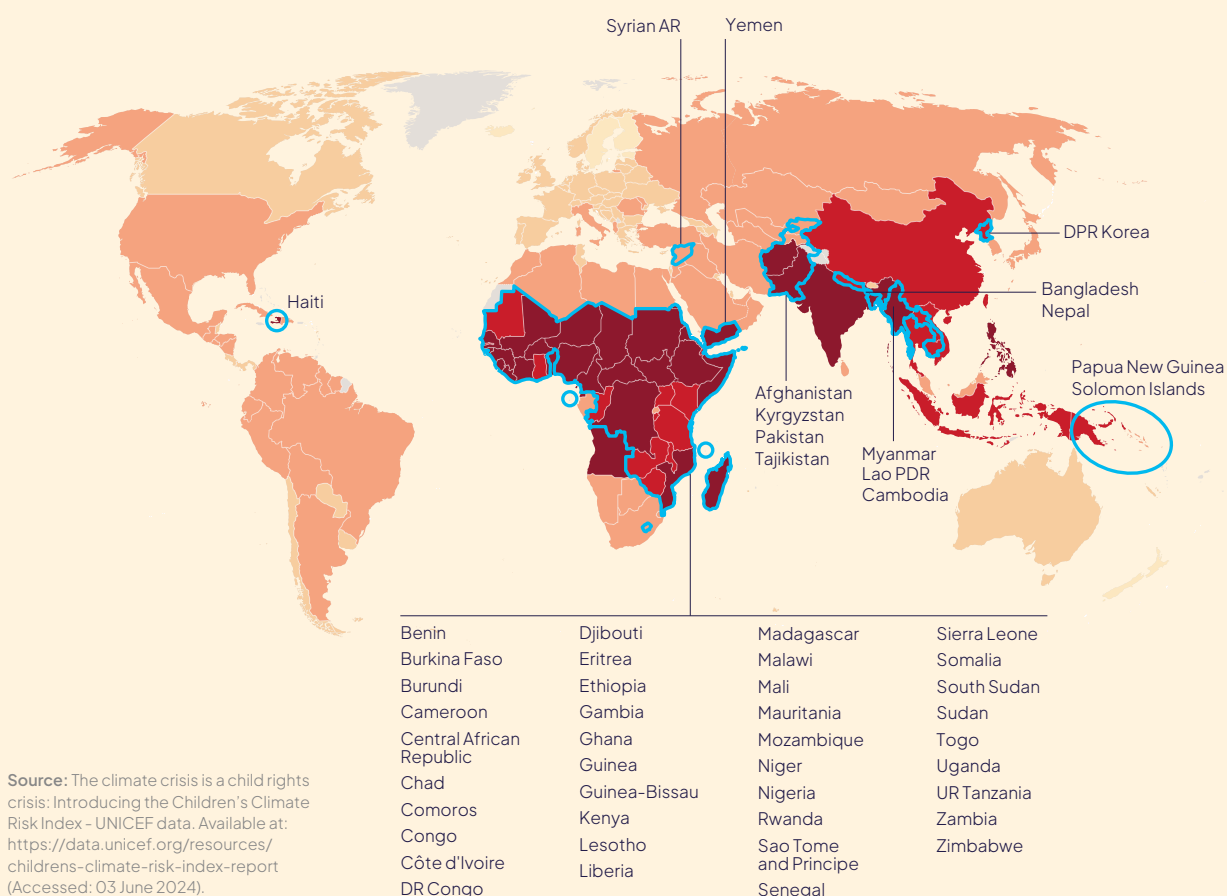 Syrian AR
Yemen
Haiti
DPR Korea
Bangladesh
Nepal
Papua New Guinea
Solomon Islands
Afghanistan
Kyrgyzstan
Pakistan
Tajikistan
Myanmar
Lao PDR
Cambodia
Benin
Burkina Faso
Burundi
Cameroon
Central African
Republic
Chad
Comoros
Congo
Côte d'Ivoire
DR Congo
Djibouti
Eritrea
Ethiopia
Gambia
Ghana
Guinea
Guinea-Bissau
Kenya
Lesotho
Liberia
Madagascar
Malawi
Mali
Mauritania
Mozambique
Niger
Nigeria
Rwanda
Sao Tome
and Principe
Senegal
Sierra Leone
Somalia
South Sudan
Sudan
Togo
Uganda
UR Tanzania
Zambia
Zimbabwe
Source: The climate crisis is a child rights
crisis: Introducing the Children's Climate
Risk Index - UNICEF data. Available at:
https://data.unicef.org/resources/
childrens-climate-risk-index-report
(Accessed: 03 June 2024).